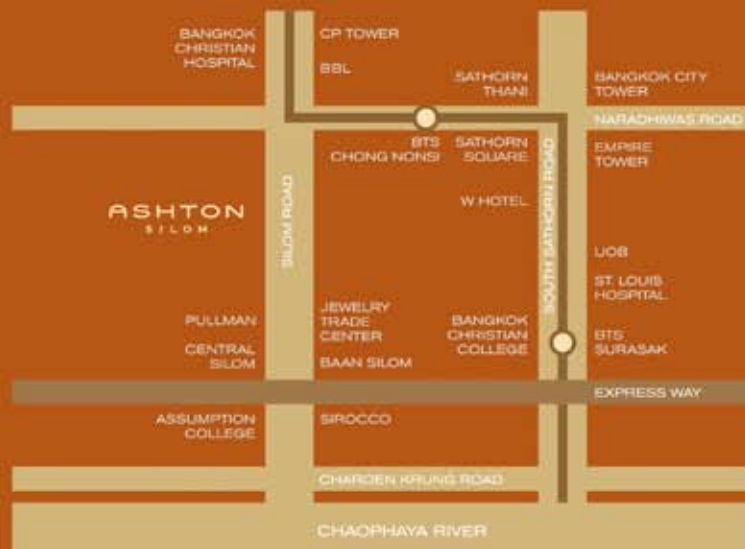 BANGKOK
CHRISTIAN
HOSPITAL
CP TOWER
BBL
SATHORN
THANI
BANGKOK CITY
TOWER
NARADHIWAS ROAD
BTS
CHONG NONSI
SATHORN
SQUARE
EMPIRE
TOWER
ASHTON
SILOM
SILOM ROAD
W HOTEL
SOUTH SATHORN ROAD
UOB
ST. LOUIS
HOSPITAL
PULLMAN
CENTRAL
SILOM
JEWELRY
TRADE
CENTER
BAAN SILOM
BANGKOK
CHRISTIAN
COLLEGE
BTS
SURASAK
EXPRESS WAY
ASSUMPTION
COLLEGE
SIROCCO
CHAROEN KRUNG ROAD
CHAOPHAYA RIVER